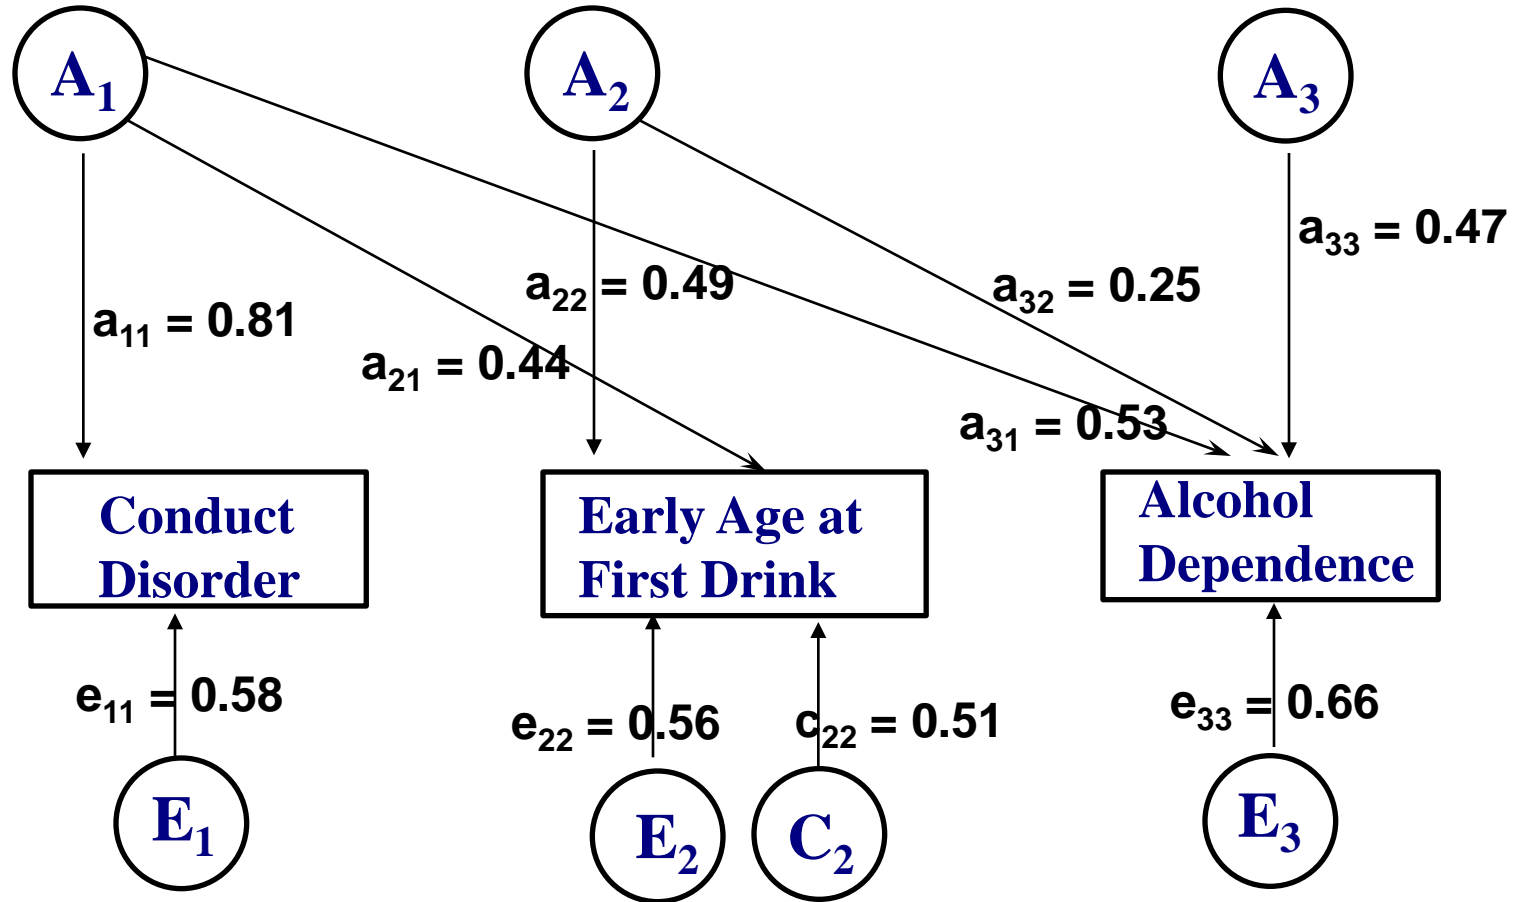 A₁
A₂
A₃
a₃₃ = 0.47
a₂₂ = 0.49
a₃₂ = 0.25
a₁₁ = 0.81
a₂₁ = 0.44
a₃₁ = 0.53
Conduct
Disorder
Early Age at
First Drink
Alcohol
Dependence
e₁₁ = 0.58
e₂₂ = 0.56
c₂₂ = 0.51
e₃₃ = 0.66
E₁
E₂
C₂
E₃